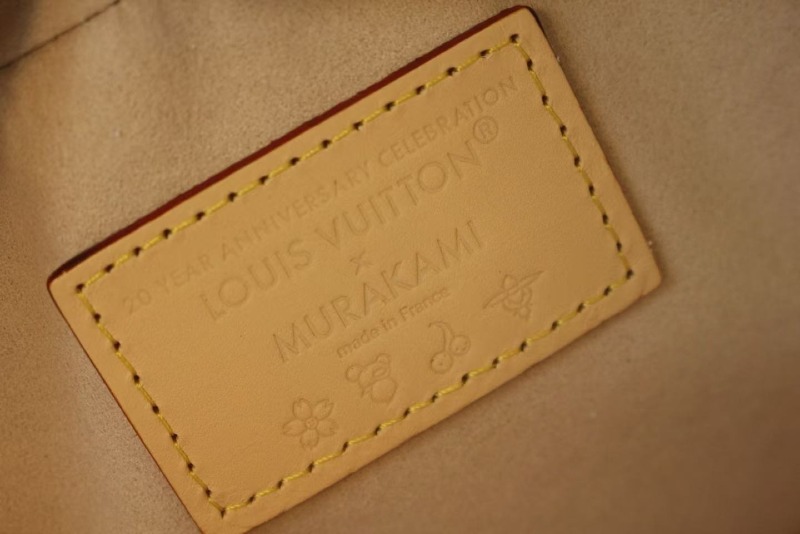 20 YEAR ANNIVERSARY CELEBRATION
LOUIS VUITTON®
×
MURAKAMI
made in France